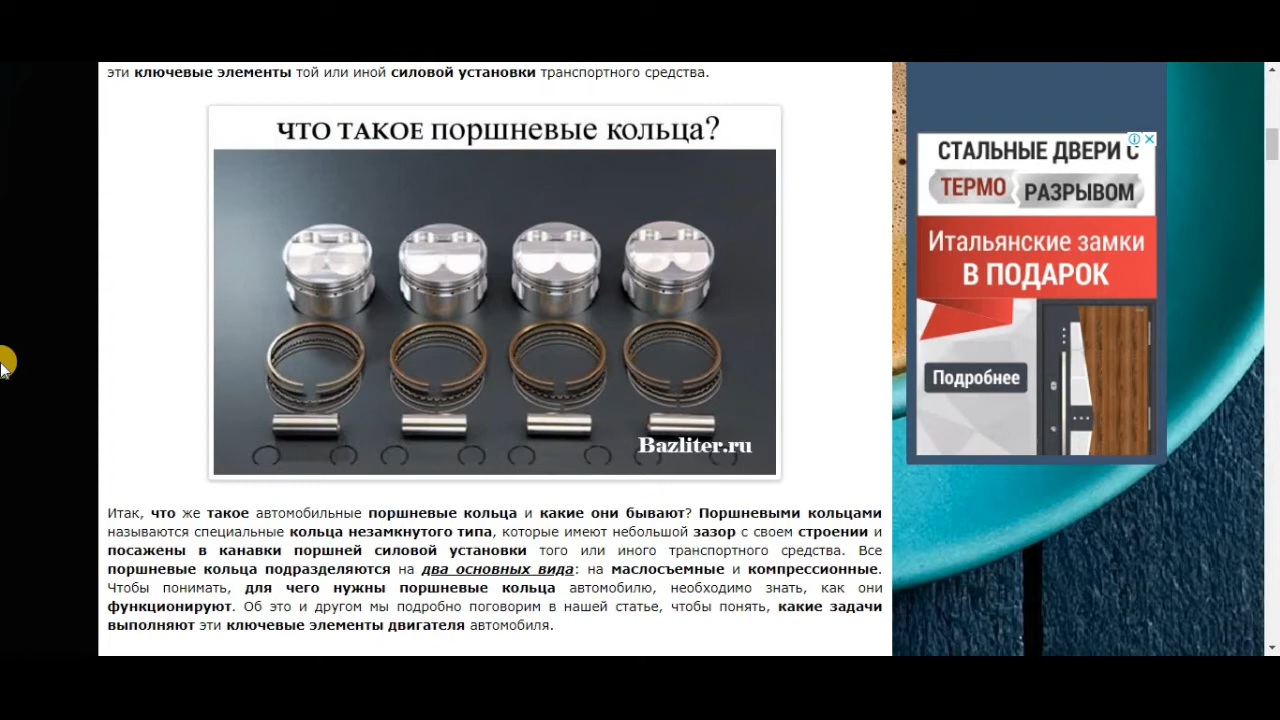 эти ключевые элементы той или иной силовой установки транспортного средства.
ЧТО ТАКОЕ поршневые кольца?
Bazliter.ru
Итак, что же такое автомобильные поршневые кольца и какие они бывают? Поршневыми кольцами
называются специальные кольца незамкнутого типа, которые имеют небольшой зазор с своем строении и
посажены в канавки поршней силовой установки того или иного транспортного средства. Все
поршневые кольца подразделяются на два основных вида: на маслосъемные и компрессионные.
Чтобы понимать, для чего нужны поршневые кольца автомобилю, необходимо знать, как они
функционируют. Об это и другом мы подробно поговорим в нашей статье, чтобы понять, какие задачи
выполняют эти ключевые элементы двигателя автомобиля.
СТАЛЬНЫЕ ДВЕРИ С
ТЕРМО РАЗРЫВОМ
Итальянские замки
В ПОДАРОК
Подробнее